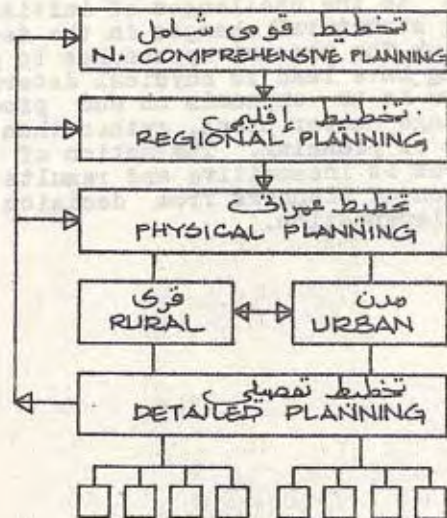 تخطيط قومى شامل
N. COMPREHENSIVE PLANNING
تخطيط إقليمى
REGIONAL PLANNING
تخطيط عمرانى
PHYSICAL PLANNING
قرى
RURAL
مدن
URBAN
تخطيط تفصيلى
DETAILED PLANNING